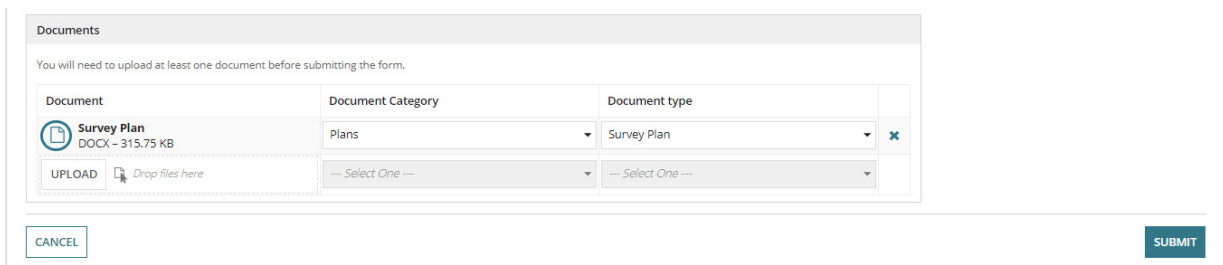 Documents
You will need to upload at least one document before submitting the form.
Document Document Category Document type
Survey Plan
DOCX – 315.75 KB
Plans
Survey Plan
UPLOAD Drop files here --- Select One --- --- Select One ---
CANCEL SUBMIT